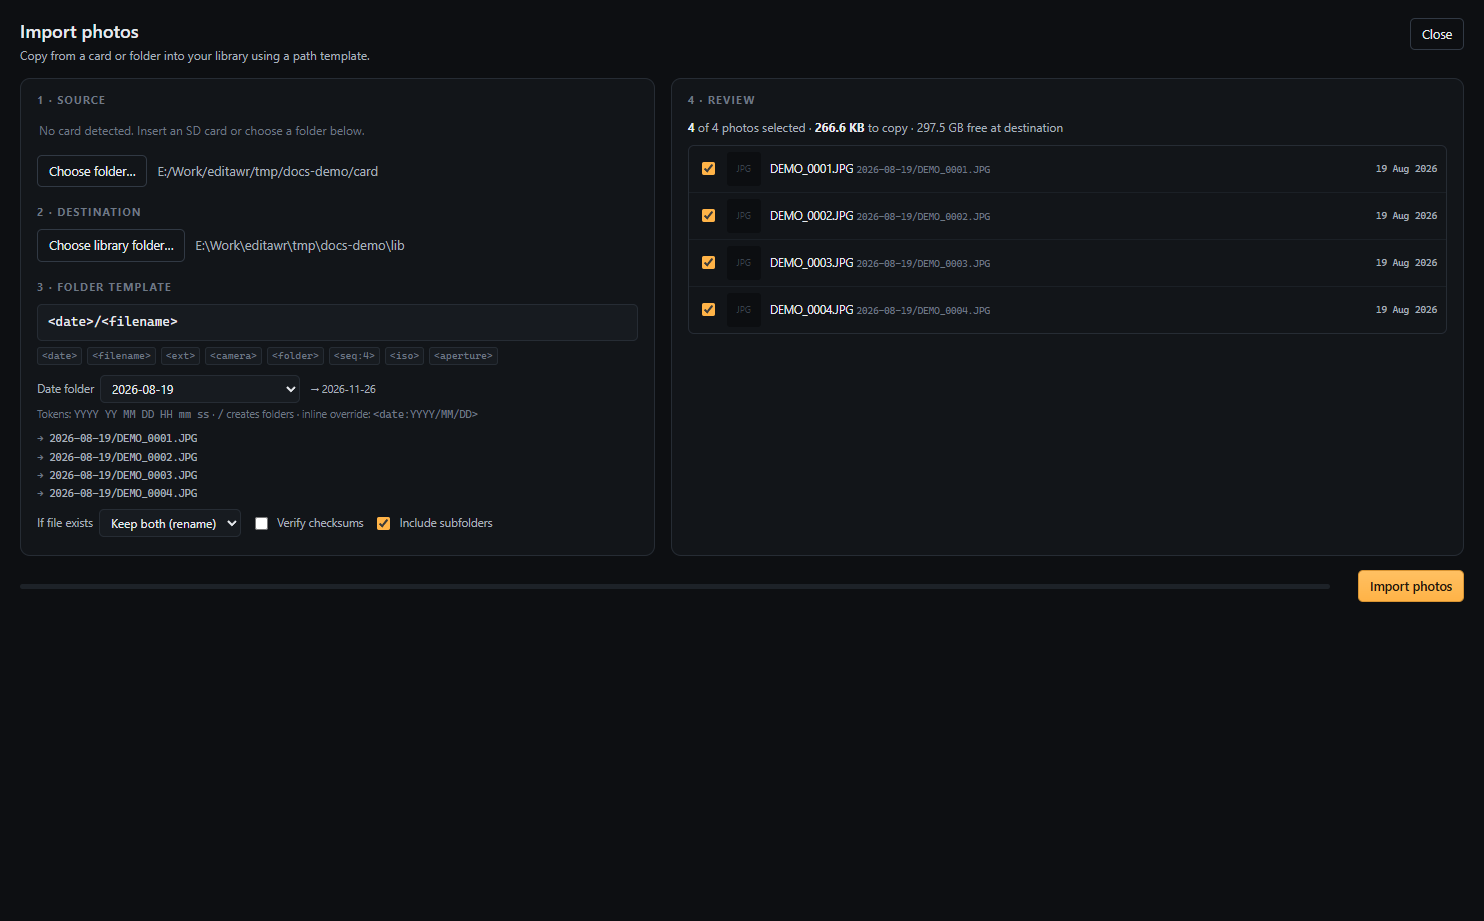 Import photos
Close
Copy from a card or folder into your library using a path template.
1 · SOURCE
No card detected. Insert an SD card or choose a folder below.
Choose folder... E:/Work/editawr/tmp/docs-demo/card
2 · DESTINATION
Choose library folder... E:\Work\editawr\tmp\docs-demo\lib
3 · FOLDER TEMPLATE
<date>/<filename>
<date> <filename> <ext> <camera> <folder> <seq:4> <iso> <aperture>
Date folder 2026-08-19 → 2026-11-26
Tokens: YYYY YY MM DD HH mm ss · / creates folders · inline override: <date:YYYY/MM/DD>
→ 2026-08-19/DEMO_0001.JPG
→ 2026-08-19/DEMO_0002.JPG
→ 2026-08-19/DEMO_0003.JPG
→ 2026-08-19/DEMO_0004.JPG
If file exists Keep both (rename) Verify checksums Include subfolders
4 · REVIEW
4 of 4 photos selected · 266.6 KB to copy · 297.5 GB free at destination
JPG DEMO_0001.JPG 2026-08-19/DEMO_0001.JPG 19 Aug 2026
JPG DEMO_0002.JPG 2026-08-19/DEMO_0002.JPG 19 Aug 2026
JPG DEMO_0003.JPG 2026-08-19/DEMO_0003.JPG 19 Aug 2026
JPG DEMO_0004.JPG 2026-08-19/DEMO_0004.JPG 19 Aug 2026
Import photos